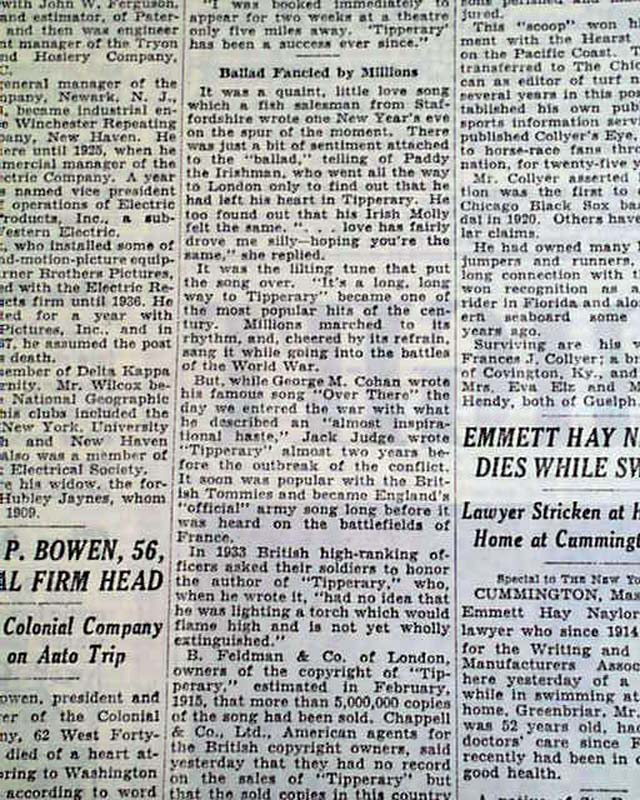 with John W. Ferguson,
and estimator, of Pater-
and then was engineer
nt manager of the Tryon
nd Hosiery Company,
C.
general manager of the
mpany, Newark, N. J.,
, became industrial en-
e Winchester Repeating
pany, New Haven. He
ere until 1925, when he
mercial manager of the
ectric Company. A year
s named vice president
operations of Electric
Products, Inc., a sub-
Western Electric.
, who installed some of
nd-motion-picture equip-
rner Brothers Pictures,
ed with the Electric Re-
ucts firm until 1936. He
ted for a year with
Pictures, Inc., and in
37, he assumed the post
s death.
member of Delta Kappa
rnity. Mr. Wilcox be-
e National Geographic
his clubs included the
New York. University
h and New Haven
also was a member of
Electrical Society.
re his widow, the for-
Hubley Jaynes, whom
1909.
P. BOWEN, 56,
AL FIRM HEAD
Colonial Company
on Auto Trip
owen, president and
rer of the Colonial
ny, 62 West Forty-
died of a heart at-
oring to Washington
according to word
"I was booked immediately to
appear for two weeks at a theatre
only five miles away. 'Tipperary'
has been a success ever since."
Ballad Fancied by Millions
It was a quaint, little love song
which a fish salesman from Staf-
fordshire wrote one New Year's eve
on the spur of the moment. There
was just a bit of sentiment attached
to the "ballad," telling of Paddy
the Irishman, who went all the way
to London only to find out that he
had left his heart in Tipperary. He
too found out that his Irish Molly
felt the same. ". . . love has fairly
drove me silly—hoping you're the
same," she replied.
It was the lilting tune that put
the song over. "It's a long, long
way to Tipperary" became one of
the most popular hits of the cen-
tury. Millions marched to its
rhythm, and, cheered by its refrain,
sang it while going into the battles
of the World War.
But, while George M. Cohan wrote
his famous song "Over There" the
day we entered the war with what
he described an "almost inspira-
tional haste," Jack Judge wrote
"Tipperary" almost two years be-
fore the outbreak of the conflict.
It soon was popular with the Brit-
ish Tommies and became England's
"official" army song long before it
was heard on the battlefields of
France.
In 1933 British high-ranking of-
ficers asked their soldiers to honor
the author of "Tipperary," who,
when he wrote it, "had no idea that
he was lighting a torch which would
flame high and is not yet wholly
extinguished."
B. Feldman & Co. of London,
owners of the copyright of "Tip-
perary," estimated in February,
1915, that more than 5,000,000 copies
of the song had been sold. Chappell
& Co., Ltd., American agents for
the British copyright owners, said
yesterday that they had no record
on the sales of "Tipperary" but
that the sold copies in this country
sons perished and
jured.
This "scoop" won h
ment with the Hearst
on the Pacific Coast. T
transferred to The Chic
can as editor of turf n
several years in this pos
tablished his own publ
sports information servi
published Collyer's Eye,
to horse-race fans thro
nation, for twenty-five y
Mr. Collyer asserted
tion was the first to
Chicago Black Sox ba
dal in 1920. Others have
lar claims.
He had owned many
jumpers and runners,
long connection with t
won recognition as a
rider in Florida and alo
ern seaboard some
years ago.
Surviving are his w
Frances J. Collyer; a br
of Covington, Ky., and
Mrs. Eva Elz and M
Hendy, both of Guelph.
EMMETT HAY N
DIES WHILE SW
Lawyer Stricken at H
Home at Cummingt
Special to THE NEW YO
CUMMINGTON, Mas
Emmett Hay Naylor
lawyer who since 1914
for the Writing and
Manufacturers Assoc
here yesterday of a
while in swimming at
home, Greenbriar. Mr.
was 52 years old, had
doctors' care since F
recently had been in
good health.